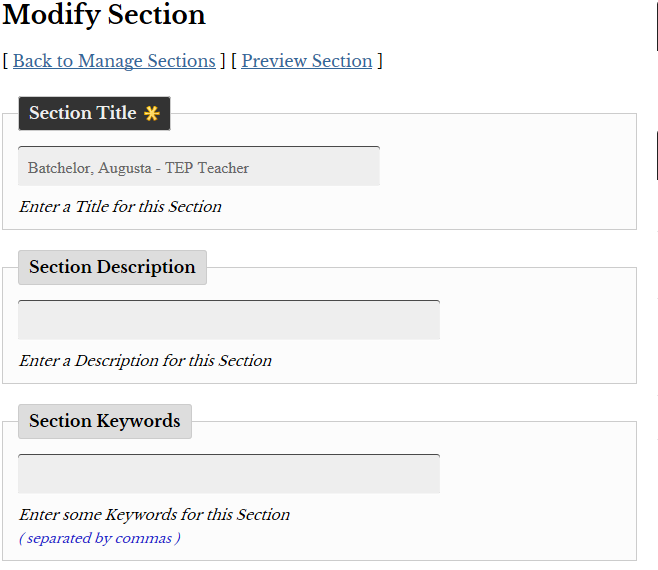 Modify Section
[ Back to Manage Sections ] [ Preview Section ]
Section Title
Batchelor, Augusta - TEP Teacher
Enter a Title for this Section
Section Description
Enter a Description for this Section
Section Keywords
Enter some Keywords for this Section
( separated by commas )